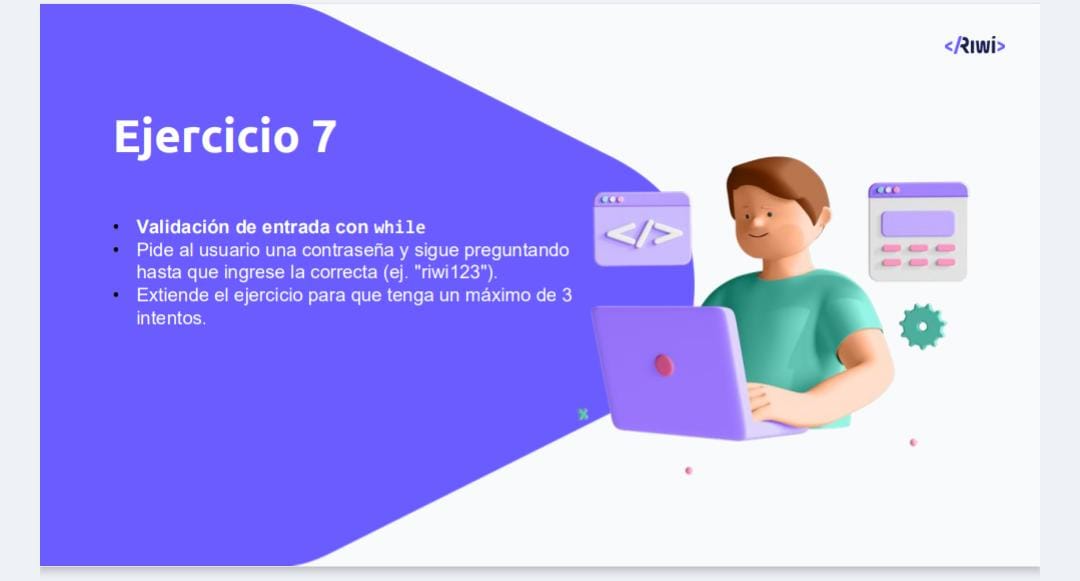 </Riwi>
Ejercicio 7
• Validación de entrada con while
• Pide al usuario una contraseña y sigue preguntando
hasta que ingrese la correcta (ej. "riwi123").
• Extiende el ejercicio para que tenga un máximo de 3
intentos.
</>